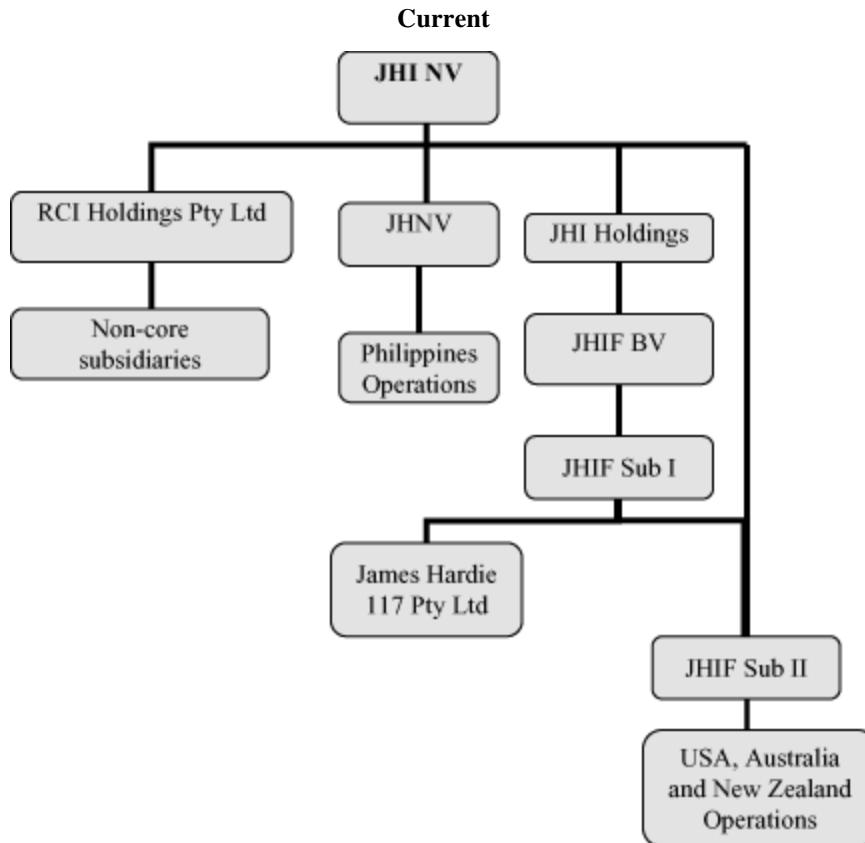 Current
JHI NV
RCI Holdings Pty Ltd
JHNV
JHI Holdings
Non-core
subsidiaries
Philippines
Operations
JHIF BV
JHIF Sub I
James Hardie
117 Pty Ltd
JHIF Sub II
USA, Australia
and New Zealand
Operations